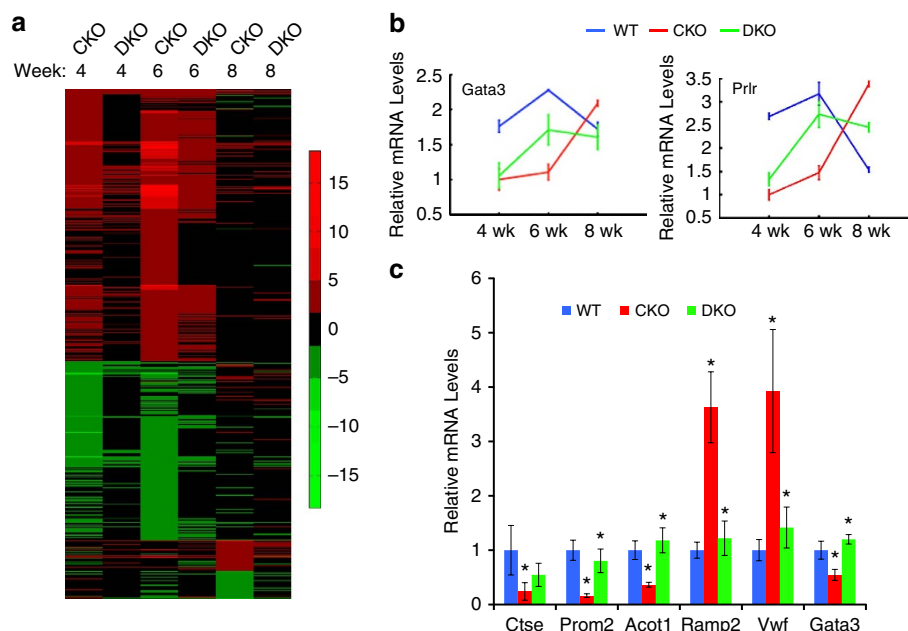 a
CKO DKO CKO DKO CKO DKO
Week: 4 4 6 6 8 8
15
10
5
0
−5
−10
−15
b
WT CKO DKO
Relative mRNA Levels
Gata3
2.5
2
1.5
1
0.5
4 wk 6 wk 8 wk
Relative mRNA Levels
Prlr
3.5
3
2.5
2
1.5
1
0.5
4 wk 6 wk 8 wk
c
WT CKO DKO
Relative mRNA Levels
6
5
4
3
2
1
0
* * * * * * * * * *
Ctse Prom2 Acot1 Ramp2 Vwf Gata3